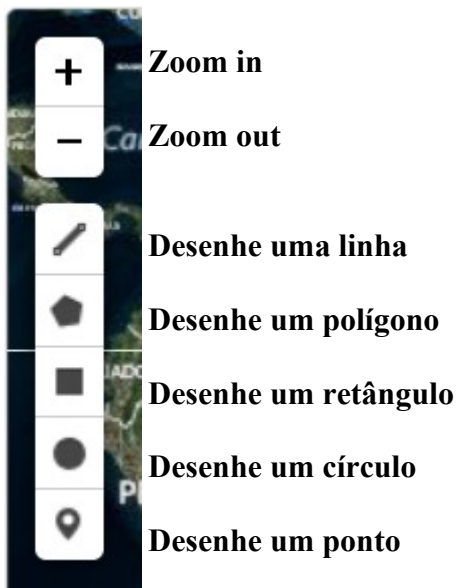 Zoom in
Zoom out
Desenhe uma linha
Desenhe um polígono
Desenhe um retângulo
Desenhe um círculo
Desenhe um ponto